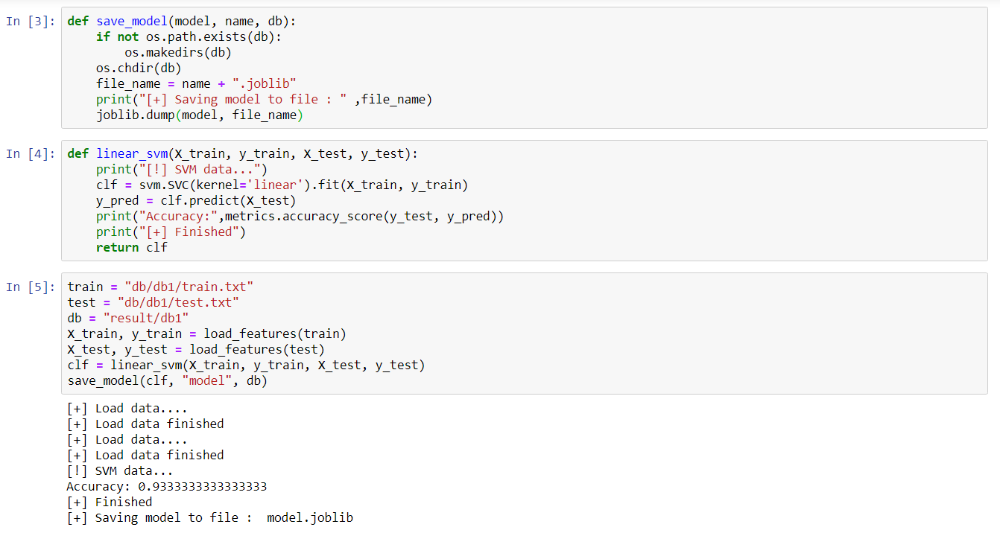 In [3]: def save_model(model, name, db):
    if not os.path.exists(db):
        os.makedirs(db)
    os.chdir(db)
    file_name = name + ".joblib"
    print("[+] Saving model to file : " ,file_name)
    joblib.dump(model, file_name)
In [4]: def linear_svm(X_train, y_train, X_test, y_test):
    print("[!] SVM data...")
    clf = svm.SVC(kernel='linear').fit(X_train, y_train)
    y_pred = clf.predict(X_test)
    print("Accuracy:",metrics.accuracy_score(y_test, y_pred))
    print("[+] Finished")
    return clf
In [5]: train = "db/db1/train.txt"
test = "db/db1/test.txt"
db = "result/db1"
X_train, y_train = load_features(train)
X_test, y_test = load_features(test)
clf = linear_svm(X_train, y_train, X_test, y_test)
save_model(clf, "model", db)
[+] Load data....
[+] Load data finished
[+] Load data....
[+] Load data finished
[!] SVM data...
Accuracy: 0.9333333333333333
[+] Finished
[+] Saving model to file :  model.joblib